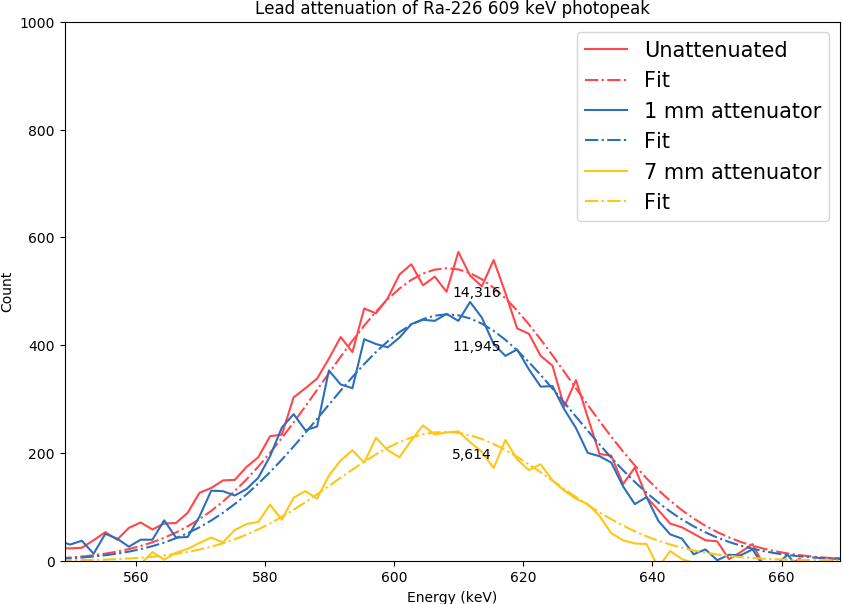 Lead attenuation of Ra-226 609 keV photopeak
1000
800
600
400
200
0
Count
Unattenuated
Fit
1 mm attenuator
Fit
7 mm attenuator
Fit
14,316
11,945
5,614
560
580
600
620
640
660
Energy (keV)